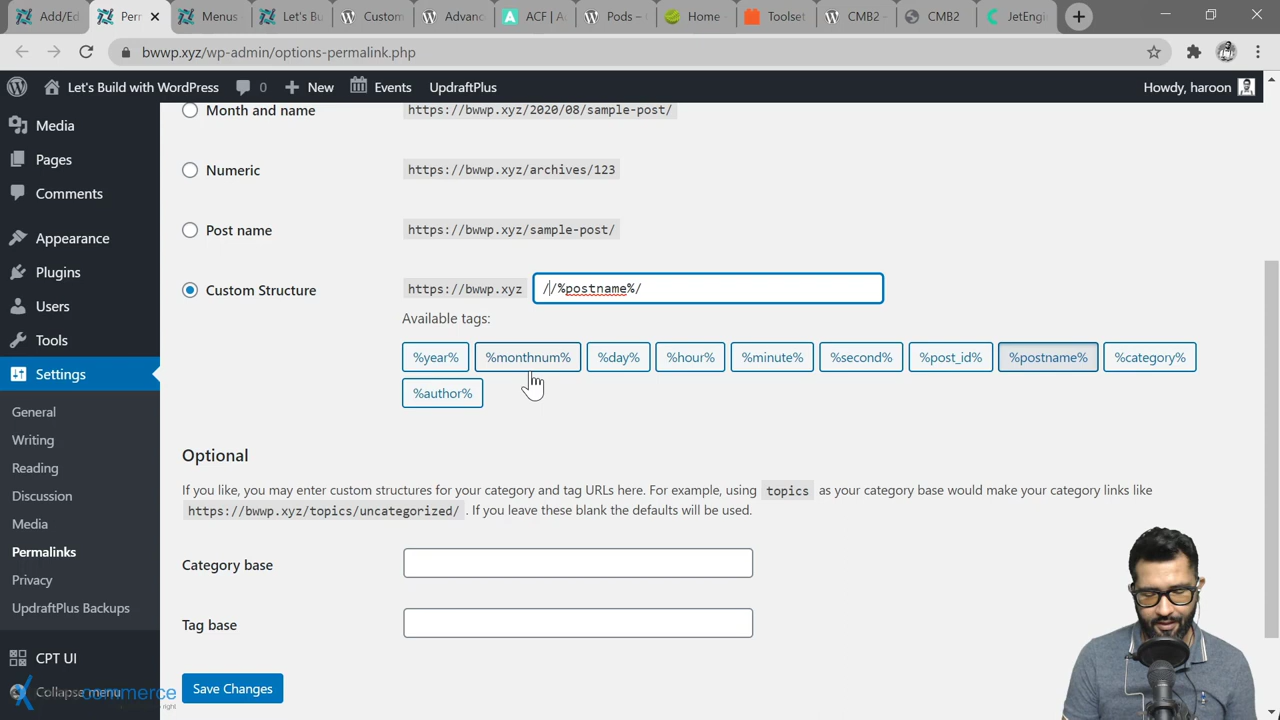 Add/Ed
Perm
Menus
Let's Bu
Custom
Advanc
ACF | A
Pods –
Home -
Toolset
CMB2 –
CMB2
JetEngi
bwwp.xyz/wp-admin/options-permalink.php
Let's Build with WordPress
0
New
Events
UpdraftPlus
Howdy, haroon
Media
Pages
Comments
Appearance
Plugins
Users
Tools
Settings
General
Writing
Reading
Discussion
Media
Permalinks
Privacy
UpdraftPlus Backups
CPT UI
Collapse menu
commerce
Month and name
https://bwwp.xyz/2020/08/sample-post/
Numeric
https://bwwp.xyz/archives/123
Post name
https://bwwp.xyz/sample-post/
Custom Structure
https://bwwp.xyz
//%postname%/
Available tags:
%year%
%monthnum%
%day%
%hour%
%minute%
%second%
%post_id%
%postname%
%category%
%author%
Optional
If you like, you may enter custom structures for your category and tag URLs here. For example, using topics as your category base would make your category links like
https://bwwp.xyz/topics/uncategorized/ . If you leave these blank the defaults will be used.
Category base
Tag base
Save Changes